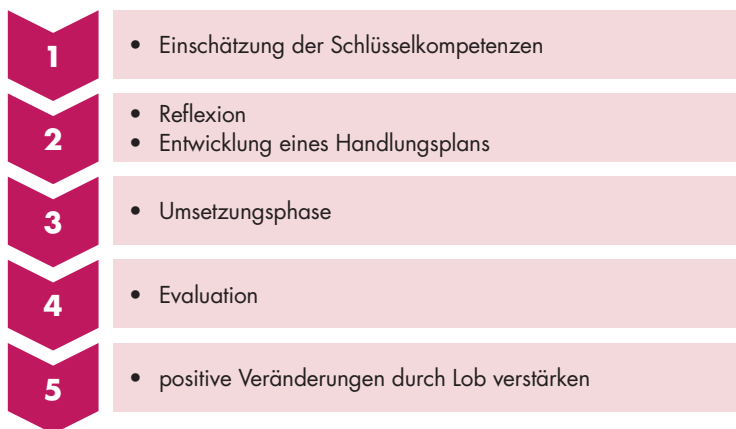 1
• Einschätzung der Schlüsselkompetenzen
2
• Reflexion
• Entwicklung eines Handlungsplans
3
• Umsetzungsphase
4
• Evaluation
5
• positive Veränderungen durch Lob verstärken